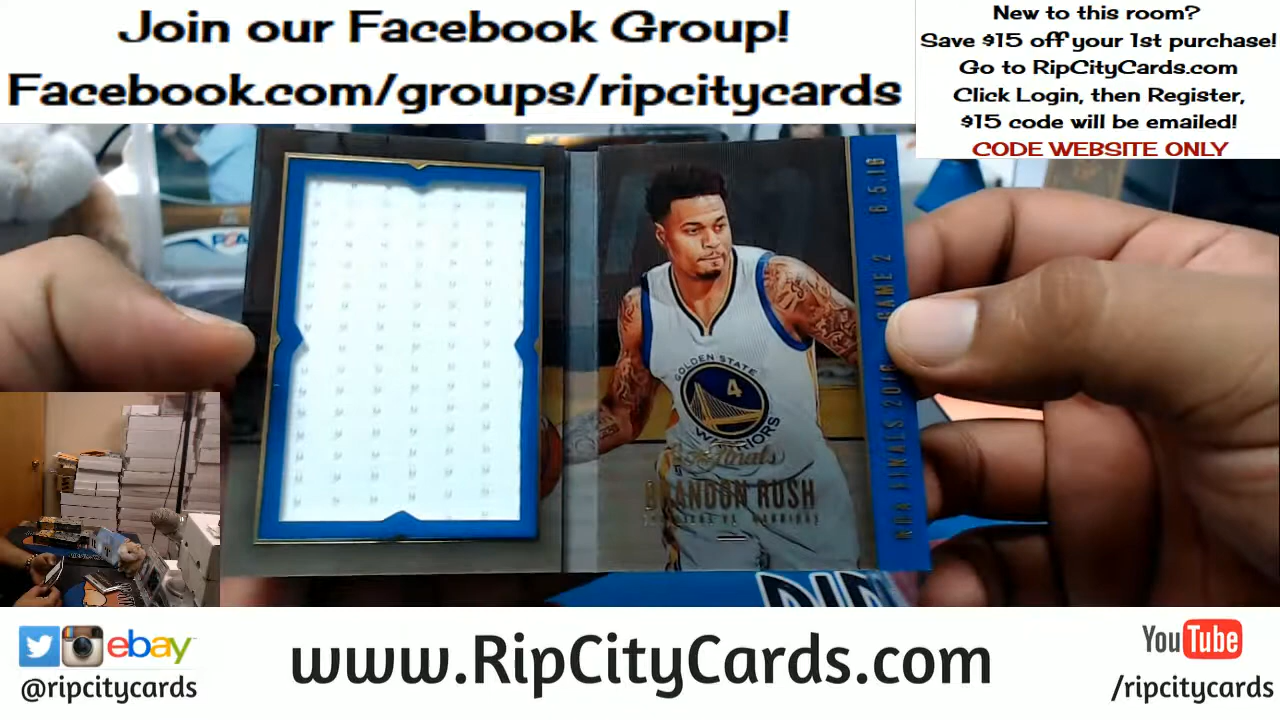 Join our Facebook Group!
Facebook.com/groups/ripcitycards
New to this room?
Save $15 off your 1st purchase!
Go to RipCityCards.com
Click Login, then Register,
$15 code will be emailed!
CODE WEBSITE ONLY
NBA FINALS 2016 GAME 2 6.5.16
GOLDEN STATE
4
WARRIORS
Finals
BRANDON RUSH
ebay
@ripcitycards
www.RipCityCards.com
YouTube
/ripcitycards